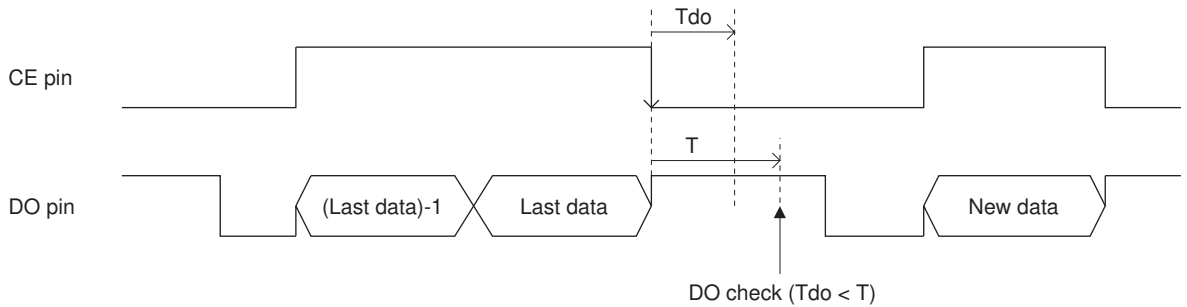 Tdo
CE pin
T
DO pin
(Last data)-1
Last data
New data
DO check (Tdo < T)